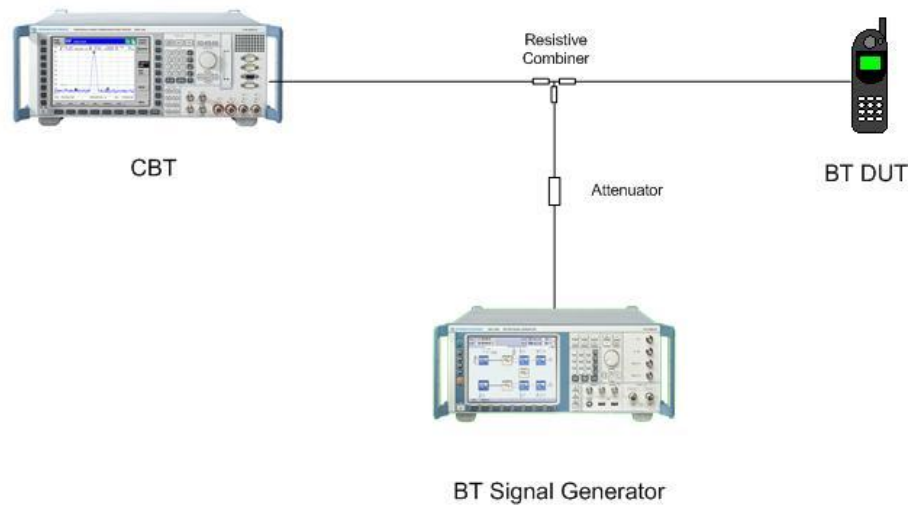 Resistive
Combiner
CBT
BT DUT
Attenuator
BT Signal Generator